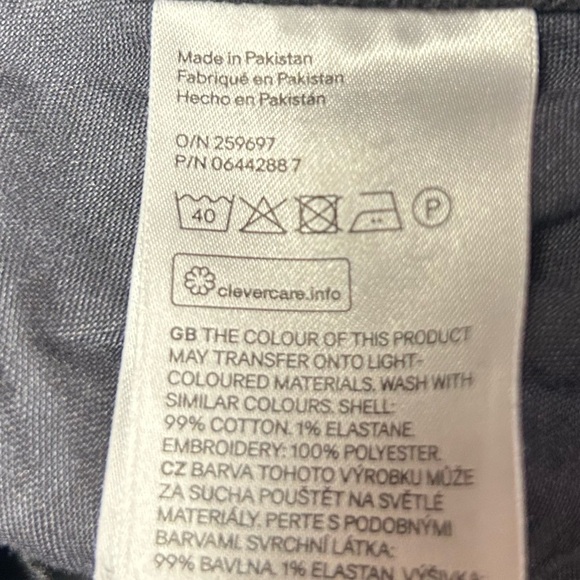 Made in Pakistan
Fabriqué en Pakistan
Hecho en Pakistán
O/N 259697
P/N 0644288 7
40
P
clevercare.info
GB THE COLOUR OF THIS PRODUCT
MAY TRANSFER ONTO LIGHT-
COLOURED MATERIALS. WASH WITH
SIMILAR COLOURS. SHELL:
99% COTTON. 1% ELASTANE.
EMBROIDERY: 100% POLYESTER.
CZ BARVA TOHOTO VÝROBKU MŮŽE
ZA SUCHA POUŠTĚT NA SVĚTLÉ
MATERIÁLY. PERTE S PODOBNÝMI
BARVAMI. SVRCHNÍ LÁTKA:
99% BAVLNA. 1% ELASTAN. VÝŠIVKA